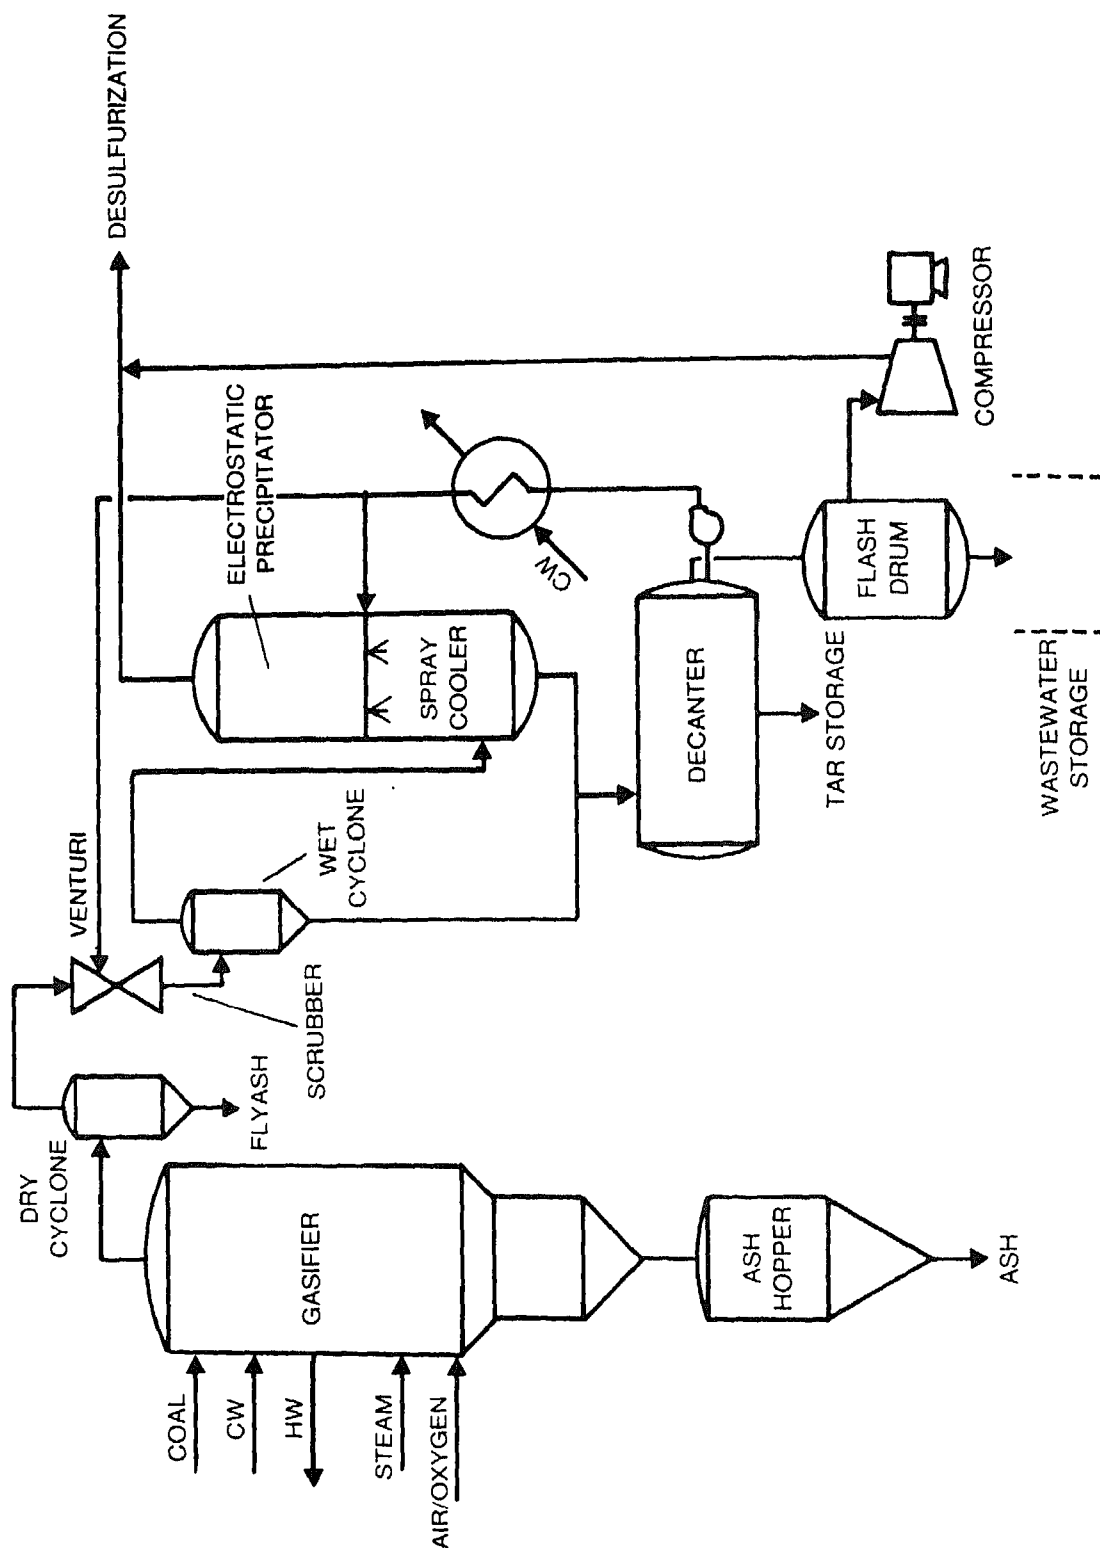 COAL
CW
HW
STEAM
AIR/OXYGEN
GASIFIER
ASH
HOPPER
ASH
DRY
CYCLONE
FLYASH
VENTURI
SCRUBBER
WET
CYCLONE
ELECTROSTATIC
PRECIPITATOR
SPRAY
COOLER
DESULFURIZATION
CW
DECANTER
TAR STORAGE
FLASH
DRUM
WASTEWATER
STORAGE
COMPRESSOR